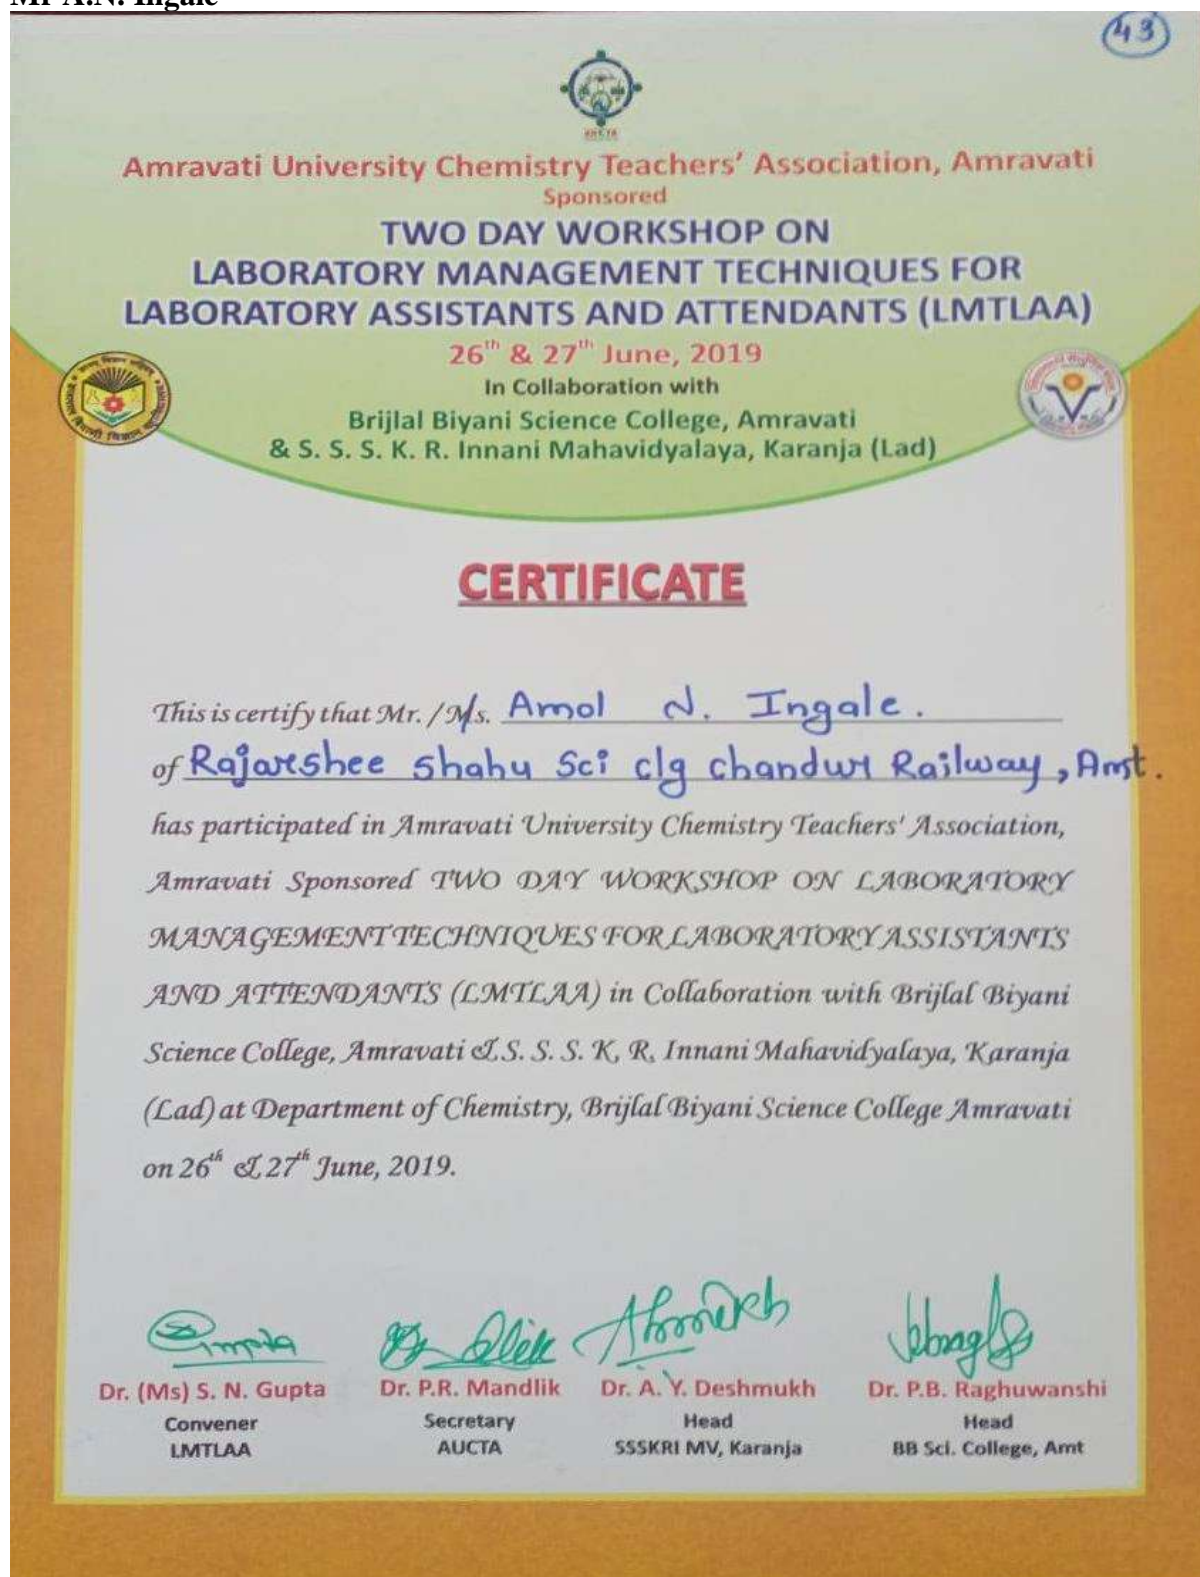 Mr A.N. Ingale
43
AUCTA
Amravati University Chemistry Teachers' Association, Amravati
Sponsored
TWO DAY WORKSHOP ON
LABORATORY MANAGEMENT TECHNIQUES FOR
LABORATORY ASSISTANTS AND ATTENDANTS (LMTLAA)
26th & 27th June, 2019
In Collaboration with
Brijlal Biyani Science College, Amravati
& S. S. S. K. R. Innani Mahavidyalaya, Karanja (Lad)
CERTIFICATE
This is certify that Mr. / Ms. Amol N. Ingale.
of Rajarshee Shahu Sci clg chandur Railway, Amt.
has participated in Amravati University Chemistry Teachers' Association,
Amravati Sponsored TWO DAY WORKSHOP ON LABORATORY
MANAGEMENT TECHNIQUES FOR LABORATORY ASSISTANTS
AND ATTENDANTS (LMTLAA) in Collaboration with Brijlal Biyani
Science College, Amravati & S. S. S. K. R. Innani Mahavidyalaya, Karanja
(Lad) at Department of Chemistry, Brijlal Biyani Science College Amravati
on 26th & 27th June, 2019.
Dr. (Ms) S. N. Gupta Dr. P.R. Mandlik Dr. A. Y. Deshmukh Dr. P.B. Raghuwanshi
Convener Secretary Head Head
LMTLAA AUCTA SSSKRI MV, Karanja BB Sci. College, Amt